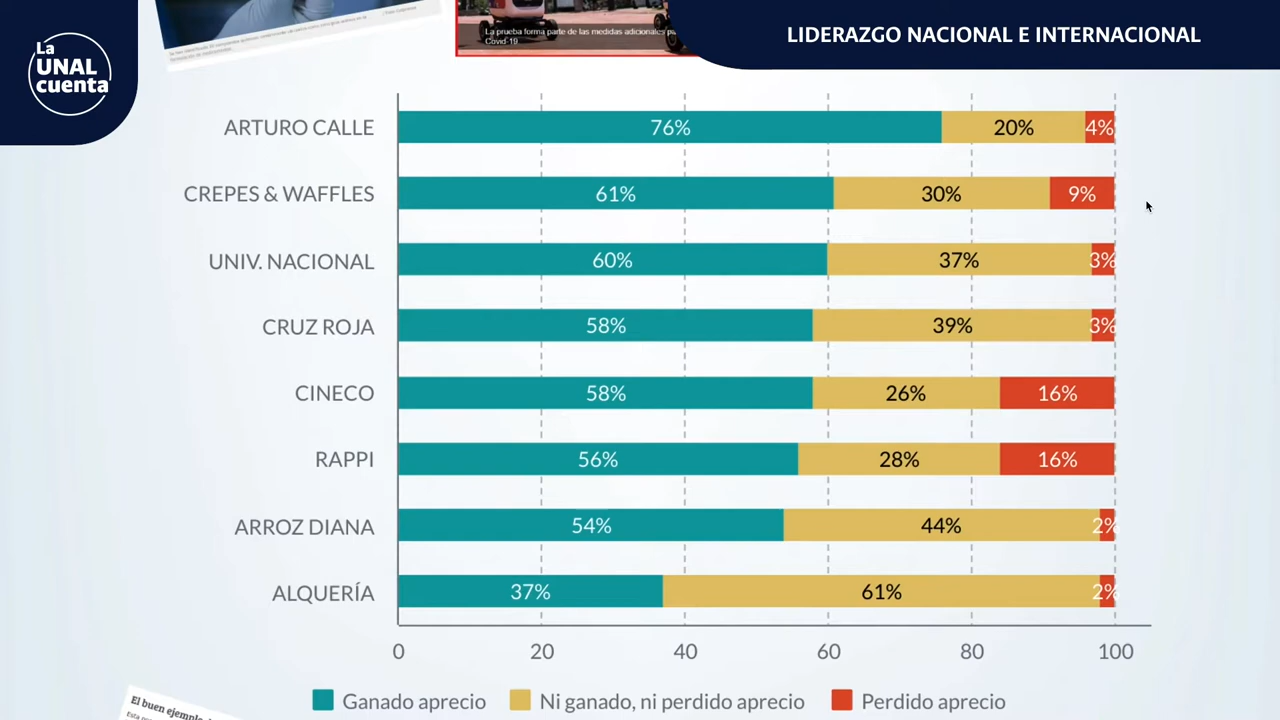 La
UNAL
cuenta
La prueba forma parte de las medidas adicionales
Covid-19
LIDERAZGO NACIONAL E INTERNACIONAL
ARTURO CALLE 76% 20% 4%
CREPES & WAFFLES 61% 30% 9%
UNIV. NACIONAL 60% 37% 3%
CRUZ ROJA 58% 39% 3%
CINECO 58% 26% 16%
RAPPI 56% 28% 16%
ARROZ DIANA 54% 44% 2%
ALQUERÍA 37% 61% 2%
0 20 40 60 80 100
Ganado aprecio Ni ganado, ni perdido aprecio Perdido aprecio
El buen ejemplo